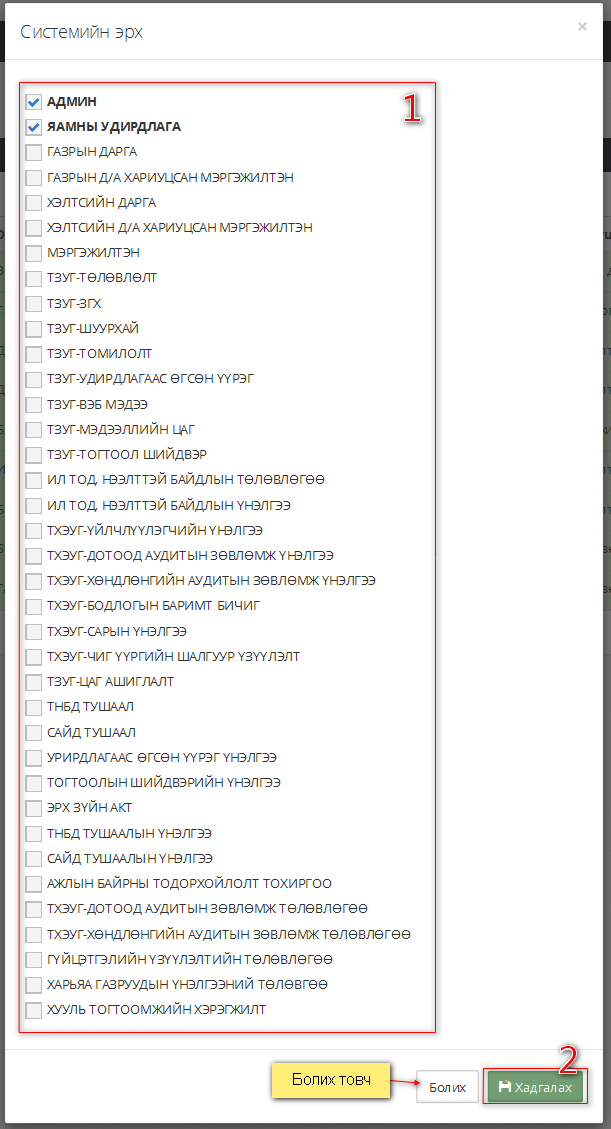 Системийн эрх
×
1
АДМИН
ЯАМНЫ УДИРДЛАГА
ГАЗРЫН ДАРГА
ГАЗРЫН Д/А ХАРИУЦСАН МЭРГЭЖИЛТЭН
ХЭЛТСИЙН ДАРГА
ХЭЛТСИЙН Д/А ХАРИУЦСАН МЭРГЭЖИЛТЭН
МЭРГЭЖИЛТЭН
ТЗУГ-ТӨЛӨВЛӨЛТ
ТЗУГ-ЗГХ
ТЗУГ-ШУУРХАЙ
ТЗУГ-ТОМИЛОЛТ
ТЗУГ-УДИРДЛАГААС ӨГСӨН ҮҮРЭГ
ТЗУГ-ВЭБ МЭДЭЭ
ТЗУГ-МЭДЭЭЛЛИЙН ЦАГ
ТЗУГ-ТОГТООЛ ШИЙДВЭР
ИЛ ТОД, НЭЭЛТТЭЙ БАЙДЛЫН ТӨЛӨВЛӨГӨӨ
ИЛ ТОД, НЭЭЛТТЭЙ БАЙДЛЫН ҮНЭЛГЭЭ
ТХЭУГ-ҮЙЛЧЛҮҮЛЭГЧИЙН ҮНЭЛГЭЭ
ТХЭУГ-ДОТООД АУДИТЫН ЗӨВЛӨМЖ ҮНЭЛГЭЭ
ТХЭУГ-ХӨНДЛӨНГИЙН АУДИТЫН ЗӨВЛӨМЖ ҮНЭЛГЭЭ
ТХЭУГ-БОДЛОГЫН БАРИМТ БИЧИГ
ТХЭУГ-САРЫН ҮНЭЛГЭЭ
ТХЭУГ-ЧИГ ҮҮРГИЙН ШАЛГУУР ҮЗҮҮЛЭЛТ
ТЗУГ-ЦАГ АШИГЛАЛТ
ТНБД ТУШААЛ
САЙД ТУШААЛ
УРИРДЛАГААС ӨГСӨН ҮҮРЭГ ҮНЭЛГЭЭ
ТОГТООЛЫН ШИЙДВЭРИЙН ҮНЭЛГЭЭ
ЭРХ ЗҮЙН АКТ
ТНБД ТУШААЛЫН ҮНЭЛГЭЭ
САЙД ТУШААЛЫН ҮНЭЛГЭЭ
АЖЛЫН БАЙРНЫ ТОДОРХОЙЛОЛТ ТОХИРГОО
ТХЭУГ-ДОТООД АУДИТЫН ЗӨВЛӨМЖ ТӨЛӨВЛӨГӨӨ
ТХЭУГ-ХӨНДЛӨНГИЙН АУДИТЫН ЗӨВЛӨМЖ ТӨЛӨВЛӨГӨӨ
ГҮЙЦЭТГЭЛИЙН ҮЗҮҮЛЭЛТИЙН ТӨЛӨВЛӨГӨӨ
ХАРЬЯА ГАЗРУУДЫН ҮНЭЛГЭЭНИЙ ТӨЛӨВГӨӨ
ХУУЛЬ ТОГТООМЖИЙН ХЭРЭГЖИЛТ
2
Болих товч
Болих
Хадгалах